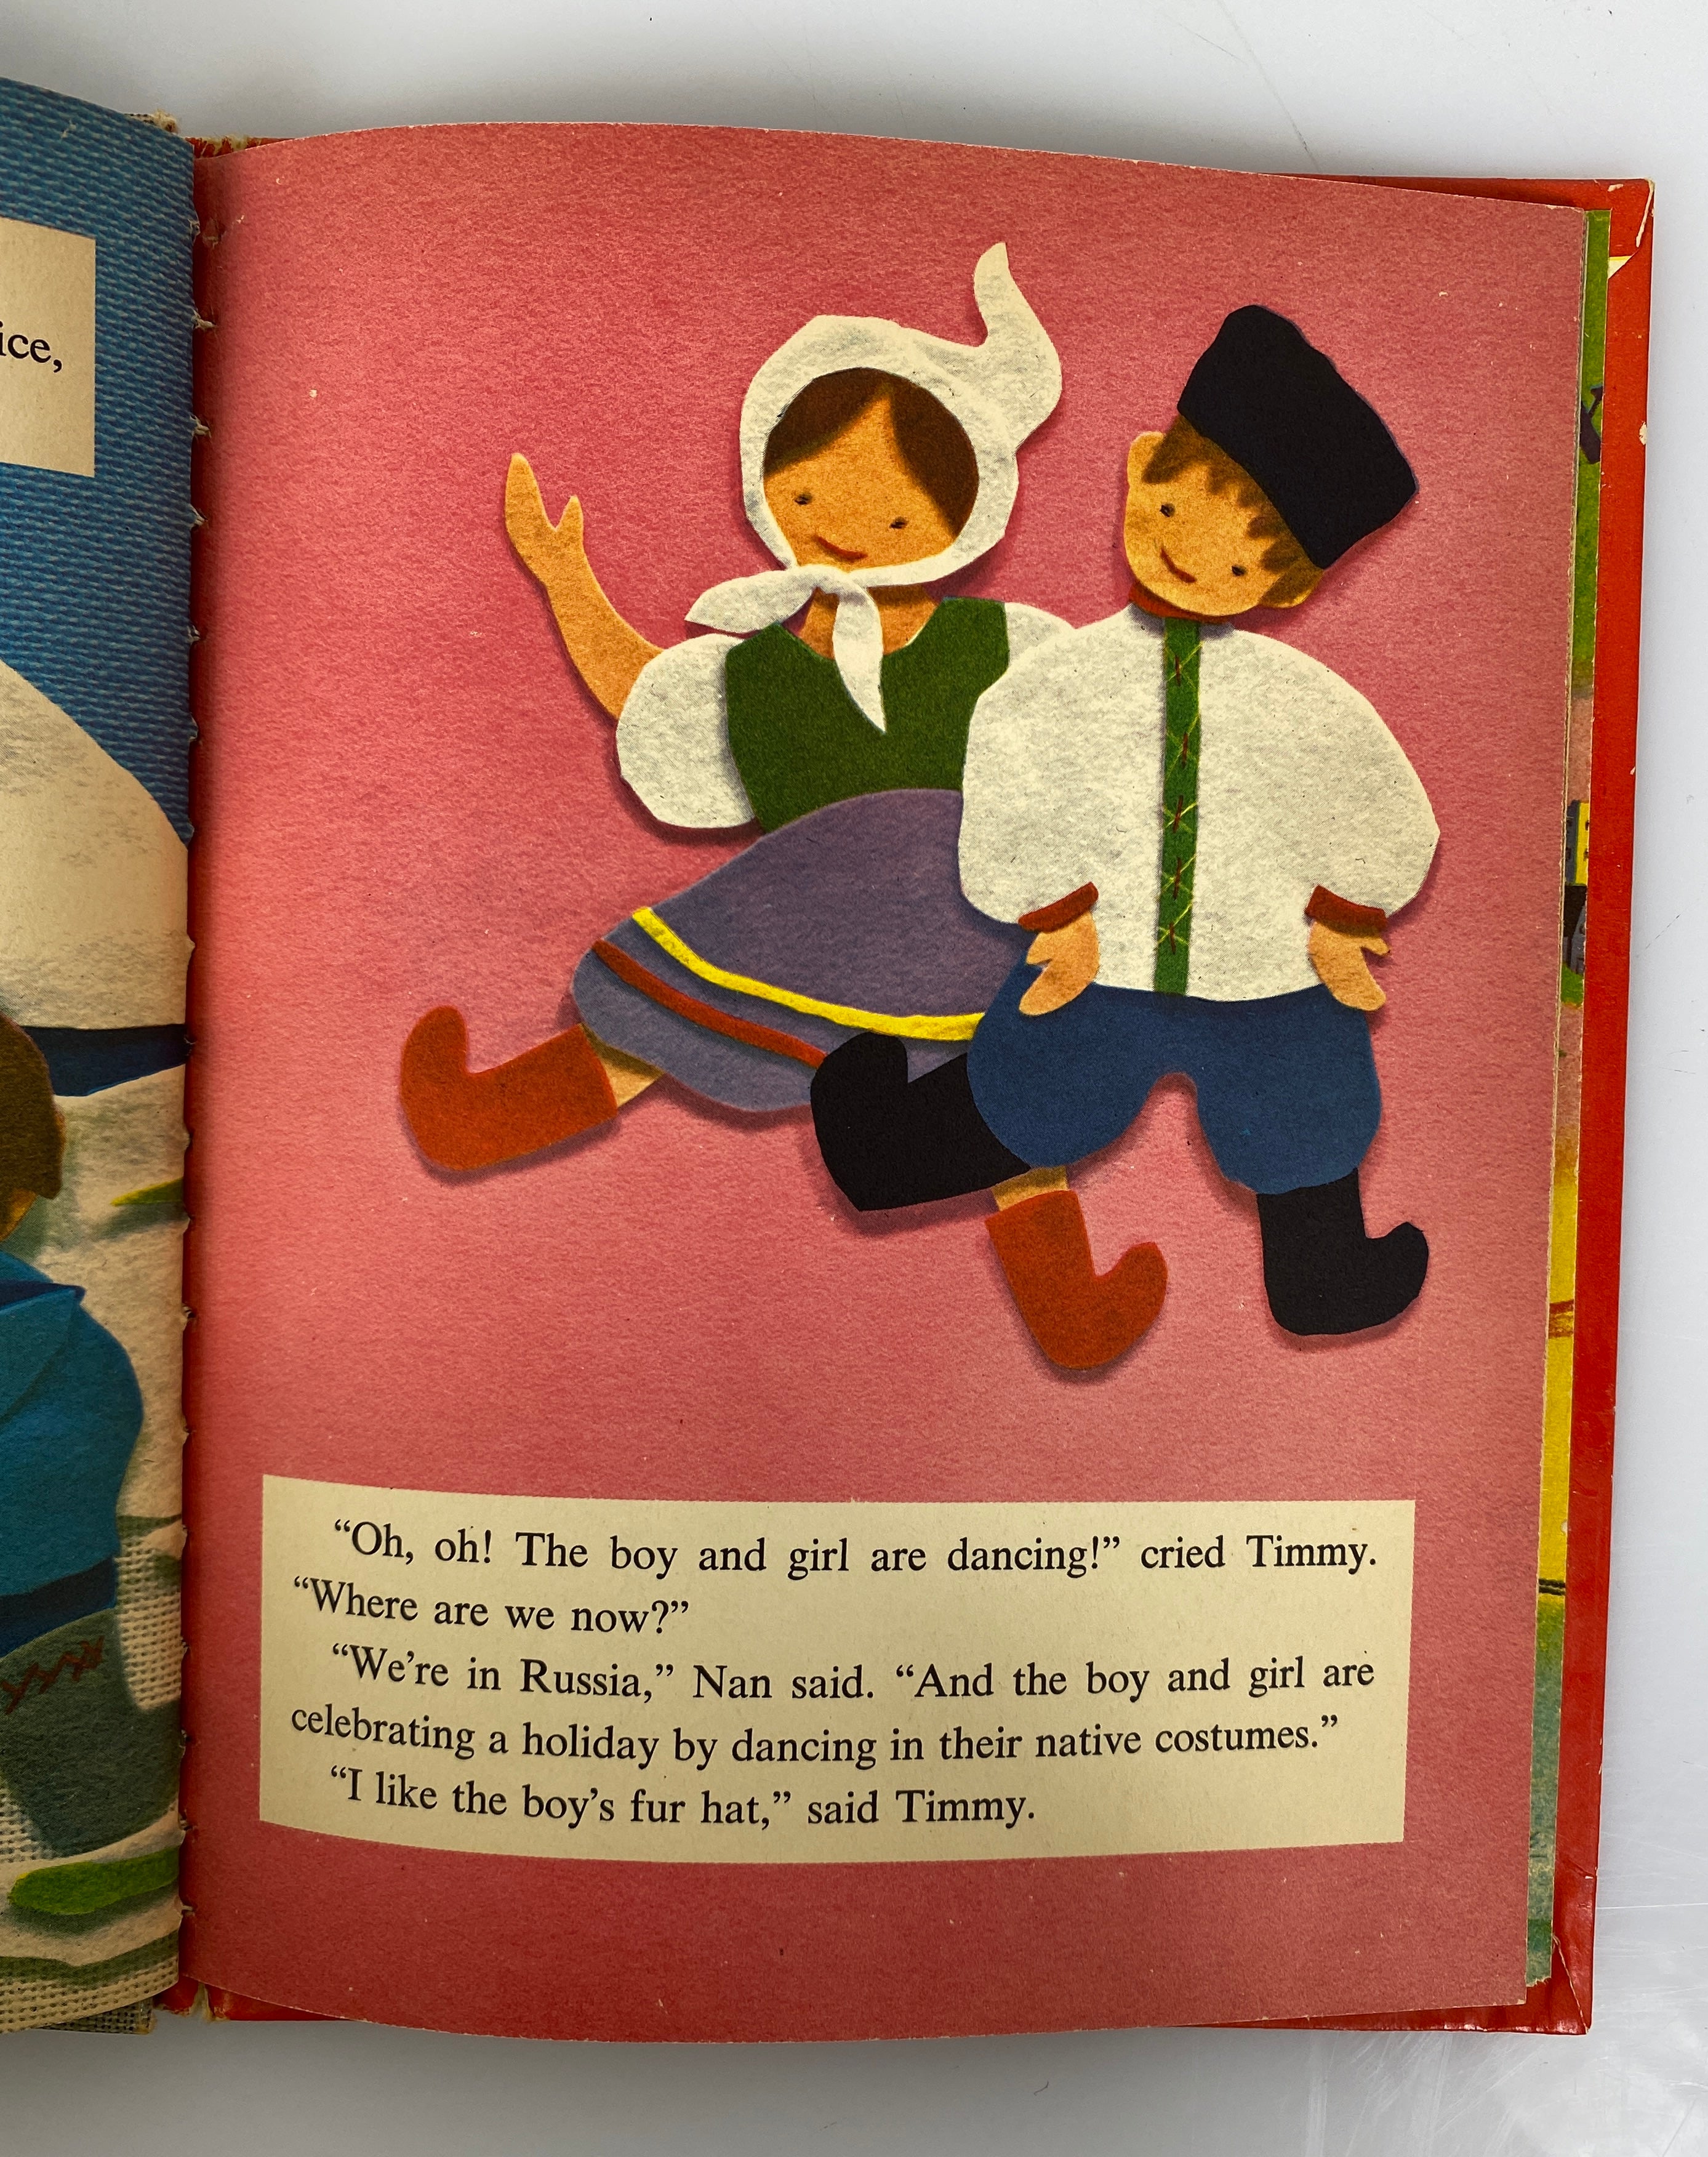 ice,
“Oh, oh! The boy and girl are dancing!” cried Timmy.
“Where are we now?”
“We’re in Russia,” Nan said. “And the boy and girl are
celebrating a holiday by dancing in their native costumes.”
“I like the boy’s fur hat,” said Timmy.